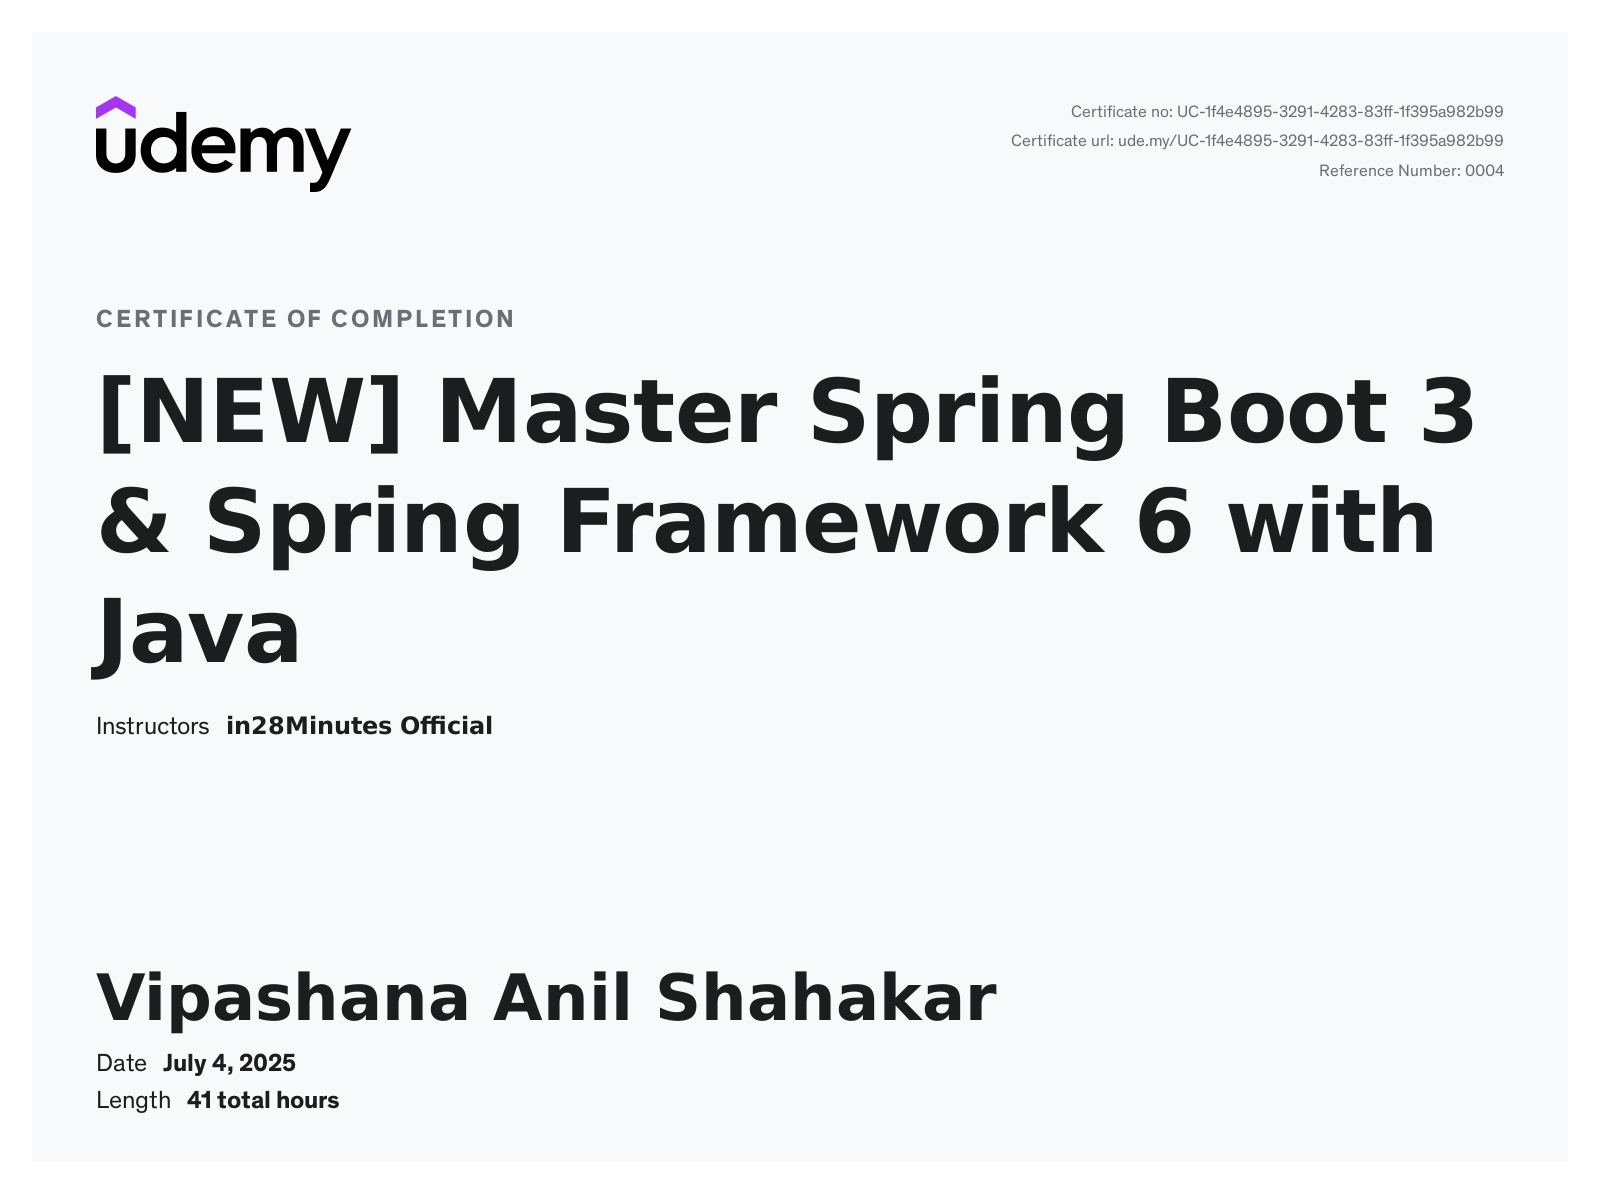 udemy
Certificate no: UC-1f4e4895-3291-4283-83ff-1f395a982b99
Certificate url: ude.my/UC-1f4e4895-3291-4283-83ff-1f395a982b99
Reference Number: 0004
CERTIFICATE OF COMPLETION
[NEW] Master Spring Boot 3
& Spring Framework 6 with
Java
Instructors in28Minutes Official
Vipashana Anil Shahakar
Date July 4, 2025
Length 41 total hours